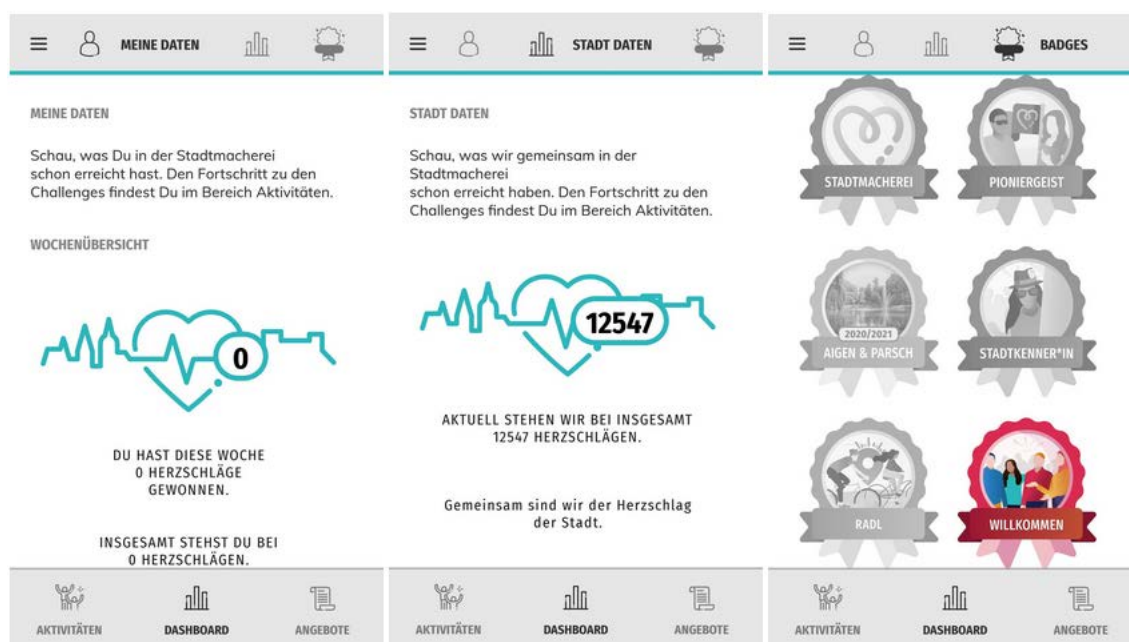 MEINE DATEN
MEINE DATEN
Schau, was Du in der Stadtmacherei
schon erreicht hast. Den Fortschritt zu den
Challenges findest Du im Bereich Aktivitäten.
WOCHENÜBERSICHT
0
DU HAST DIESE WOCHE
0 HERZSCHLÄGE
GEWONNEN.
INSGESAMT STEHST DU BEI
0 HERZSCHLÄGEN.
AKTIVITÄTEN
DASHBOARD
ANGEBOTE
STADT DATEN
STADT DATEN
Schau, was wir gemeinsam in der
Stadtmacherei
schon erreicht haben. Den Fortschritt zu den
Challenges findest Du im Bereich Aktivitäten.
12547
AKTUELL STEHEN WIR BEI INSGESAMT
12547 HERZSCHLÄGEN.
Gemeinsam sind wir der Herzschlag
der Stadt.
AKTIVITÄTEN
DASHBOARD
ANGEBOTE
BADGES
STADTMACHEREI
PIONIERGEIST
2020/2021
AIGEN & PARSCH
STADTKENNER*IN
RADL
WILLKOMMEN
AKTIVITÄTEN
DASHBOARD
ANGEBOTE